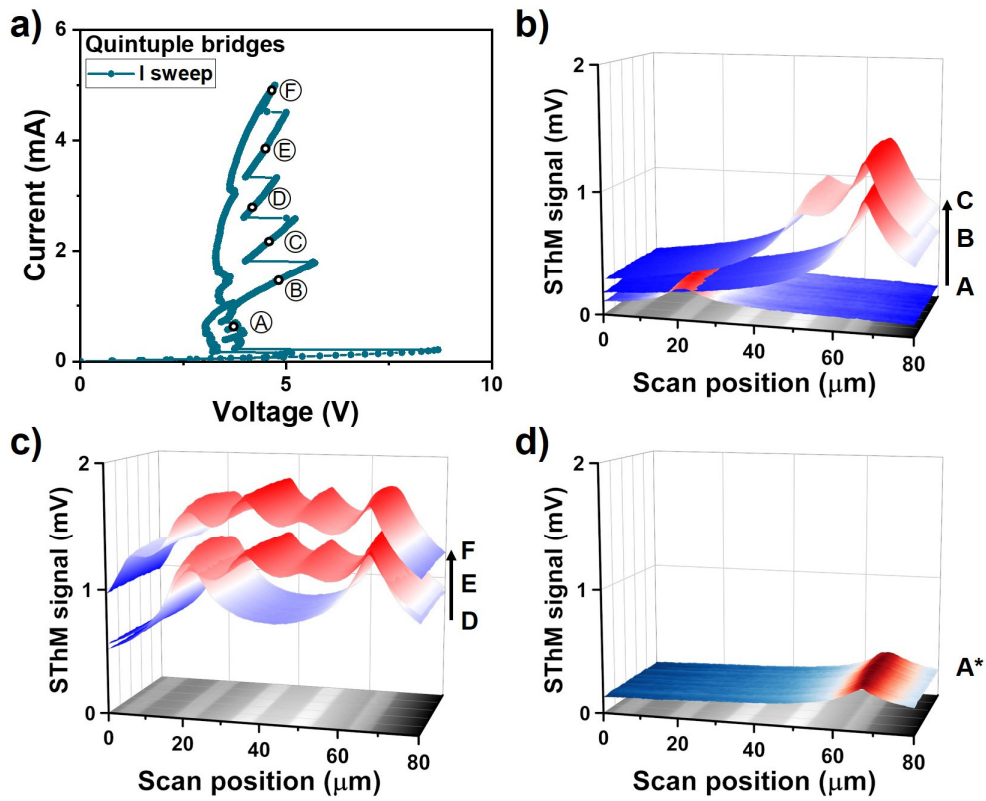 a)
Quintuple bridges
I sweep
Current (mA)
6
4
2
0
0
5
10
Voltage (V)
F
E
D
C
B
A
b)
SThM signal (mV)
2
1
0
0
20
40
60
80
Scan position (μm)
C
B
A
c)
SThM signal (mV)
2
1
0
0
20
40
60
80
Scan position (μm)
F
E
D
d)
SThM signal (mV)
2
1
0
0
20
40
60
80
Scan position (μm)
A*